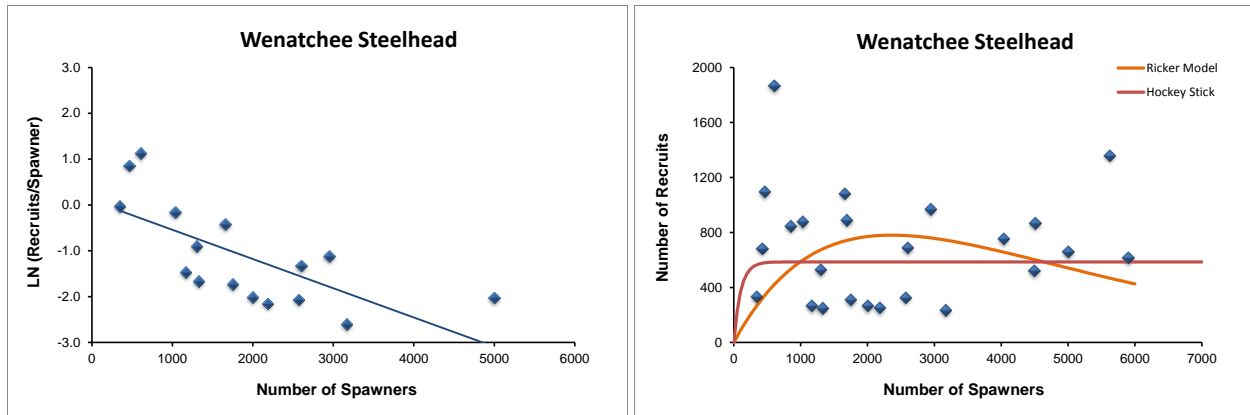 Wenatchee Steelhead
3.0
2.0
1.0
0.0
-1.0
-2.0
-3.0
LN (Recruits/Spawner)
0 1000 2000 3000 4000 5000 6000
Number of Spawners
Wenatchee Steelhead
Ricker Model
Hockey Stick
2000
1600
1200
800
400
0
Number of Recruits
0 1000 2000 3000 4000 5000 6000 7000
Number of Spawners